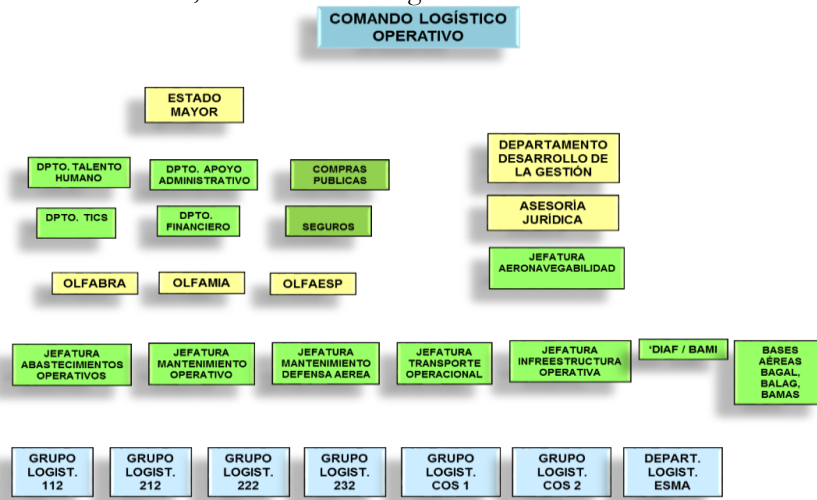 COMANDO LOGÍSTICO
OPERATIVO
ESTADO
MAYOR
DPTO. TALENTO
HUMANO
DPTO. APOYO
ADMINISTRATIVO
COMPRAS
PUBLICAS
DEPARTAMENTO
DESARROLLO DE
LA GESTIÓN
DPTO. TICS
DPTO.
FINANCIERO
SEGUROS
ASESORÍA
JURÍDICA
JEFATURA
AERONAVEGABILIDAD
OLFABRA
OLFAMIA
OLFAESP
JEFATURA
ABASTECIMIENTOS
OPERATIVOS
JEFATURA
MANTENIMIENTO
OPERATIVO
JEFATURA
MANTENIMIENTO
DEFENSA AEREA
JEFATURA
TRANSPORTE
OPERACIONAL
JEFATURA
INFREESTRUCTURA
OPERATIVA
'DIAF / BAMI
BASES
AÉREAS
BAGAL,
BALAG,
BAMAS
GRUPO
LOGIST.
112
GRUPO
LOGIST.
212
GRUPO
LOGIST.
222
GRUPO
LOGIST.
232
GRUPO
LOGIST.
COS 1
GRUPO
LOGIST.
COS 2
DEPART.
LOGIST.
ESMA